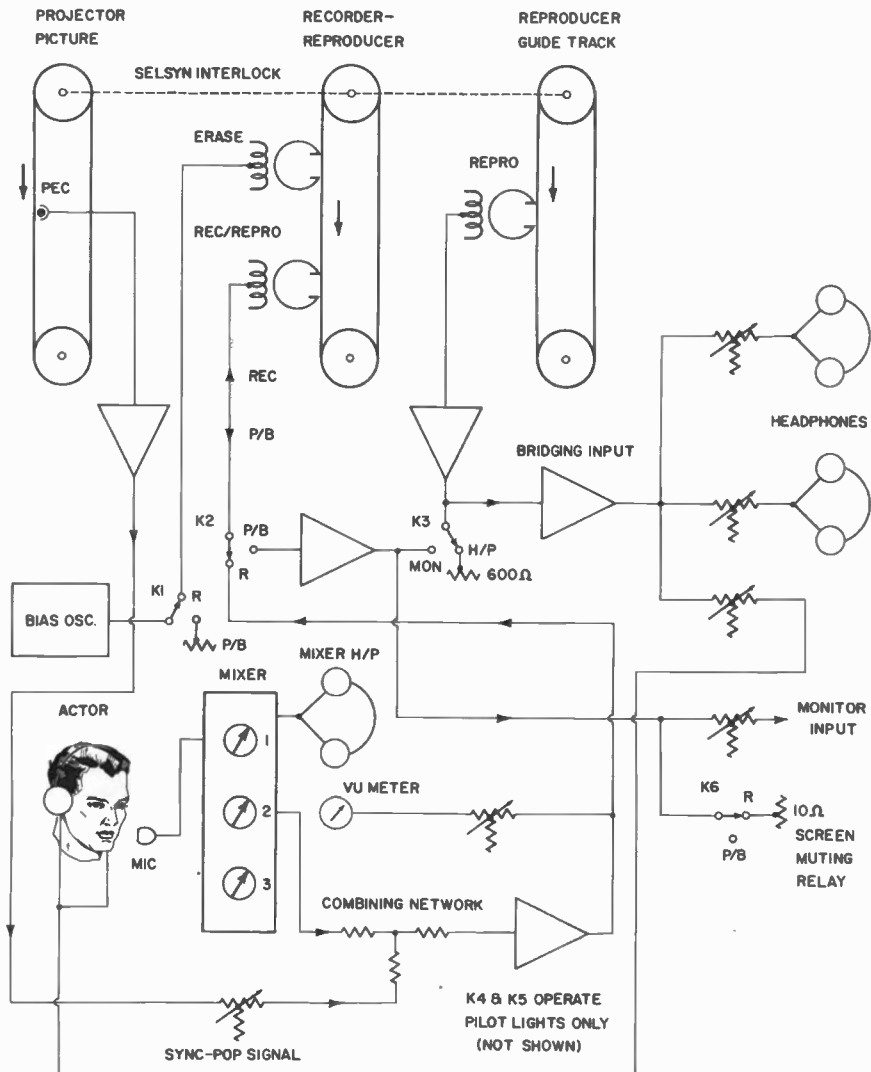 PROJECTOR
PICTURE
RECORDER-
REPRODUCER
REPRODUCER
GUIDE TRACK
SELSYN INTERLOCK
ERASE
PEC
REPRO
REC/REPRO
REC
P/B
HEADPHONES
BRIDGING INPUT
K2
P/B
R
K3
H/P
MON
600Ω
K1
R
P/B
BIAS OSC.
MIXER
MIXER H/P
ACTOR
MONITOR
INPUT
1
VU METER
K6
R
P/B
10Ω
SCREEN
MUTING
RELAY
2
MIC
3
COMBINING NETWORK
K4 & K5 OPERATE
PILOT LIGHTS ONLY
(NOT SHOWN)
SYNC-POP SIGNAL